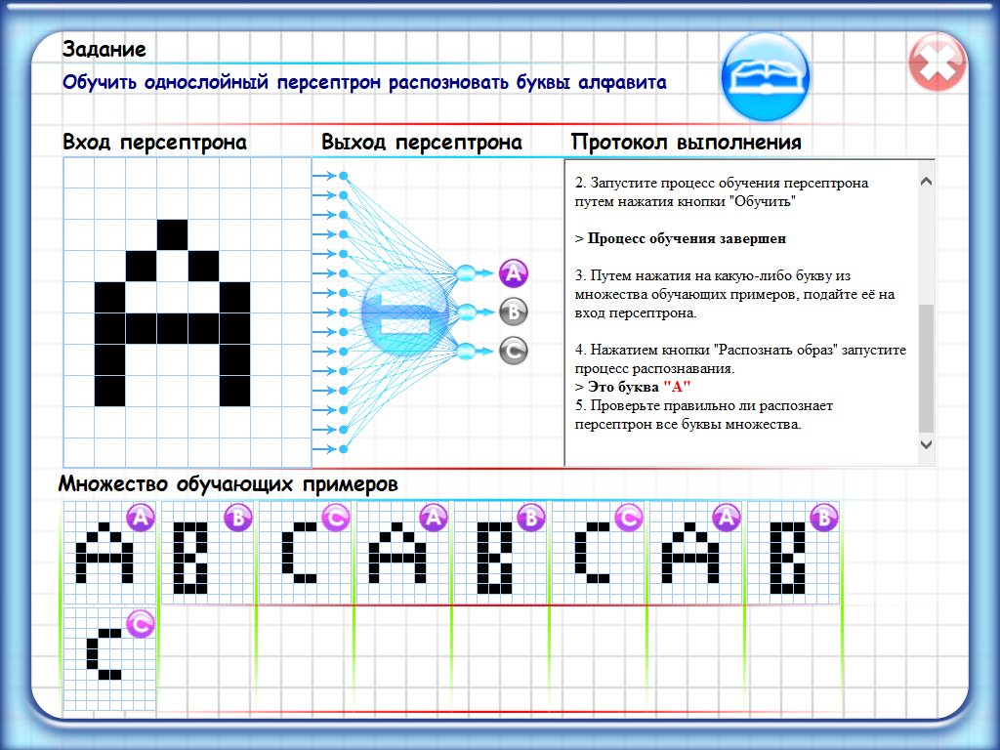 Задание
Обучить однослойный персептрон распозновать буквы алфавита
Вход персептрона
Выход персептрона
Протокол выполнения
2. Запустите процесс обучения персептрона
путем нажатия кнопки "Обучить"
> Процесс обучения завершен
3. Путем нажатия на какую-либо букву из
множества обучающих примеров, подайте её на
вход персептрона.
4. Нажатием кнопки "Распознать образ" запустите
процесс распознавания.
> Это буква "А"
5. Проверьте правильно ли распознает
персептрон все буквы множества.
A
B
C
Множество обучающих примеров
A B C A B C A B
A B C A B C A B
C
C